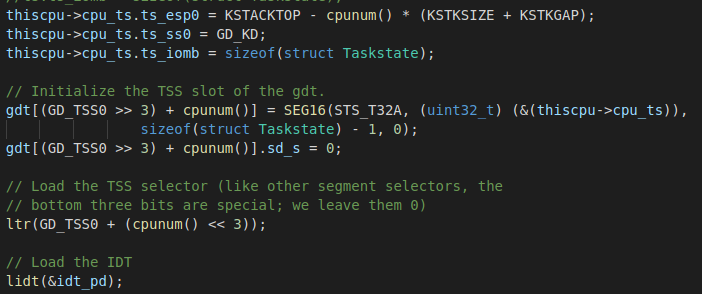 thiscpu->cpu_ts.ts_esp0 = KSTACKTOP - cpunum() * (KSTKSIZE + KSTKGAP);
thiscpu->cpu_ts.ts_ss0 = GD_KD;
thiscpu->cpu_ts.ts_iomb = sizeof(struct Taskstate);
// Initialize the TSS slot of the gdt.
gdt[(GD_TSS0 >> 3) + cpunum()] = SEG16(STS_T32A, (uint32_t) (&(thiscpu->cpu_ts)),
sizeof(struct Taskstate) - 1, 0);
gdt[(GD_TSS0 >> 3) + cpunum()].sd_s = 0;
// Load the TSS selector (like other segment selectors, the
// bottom three bits are special; we leave them 0)
ltr(GD_TSS0 + (cpunum() << 3));
// Load the IDT
lidt(&idt_pd);